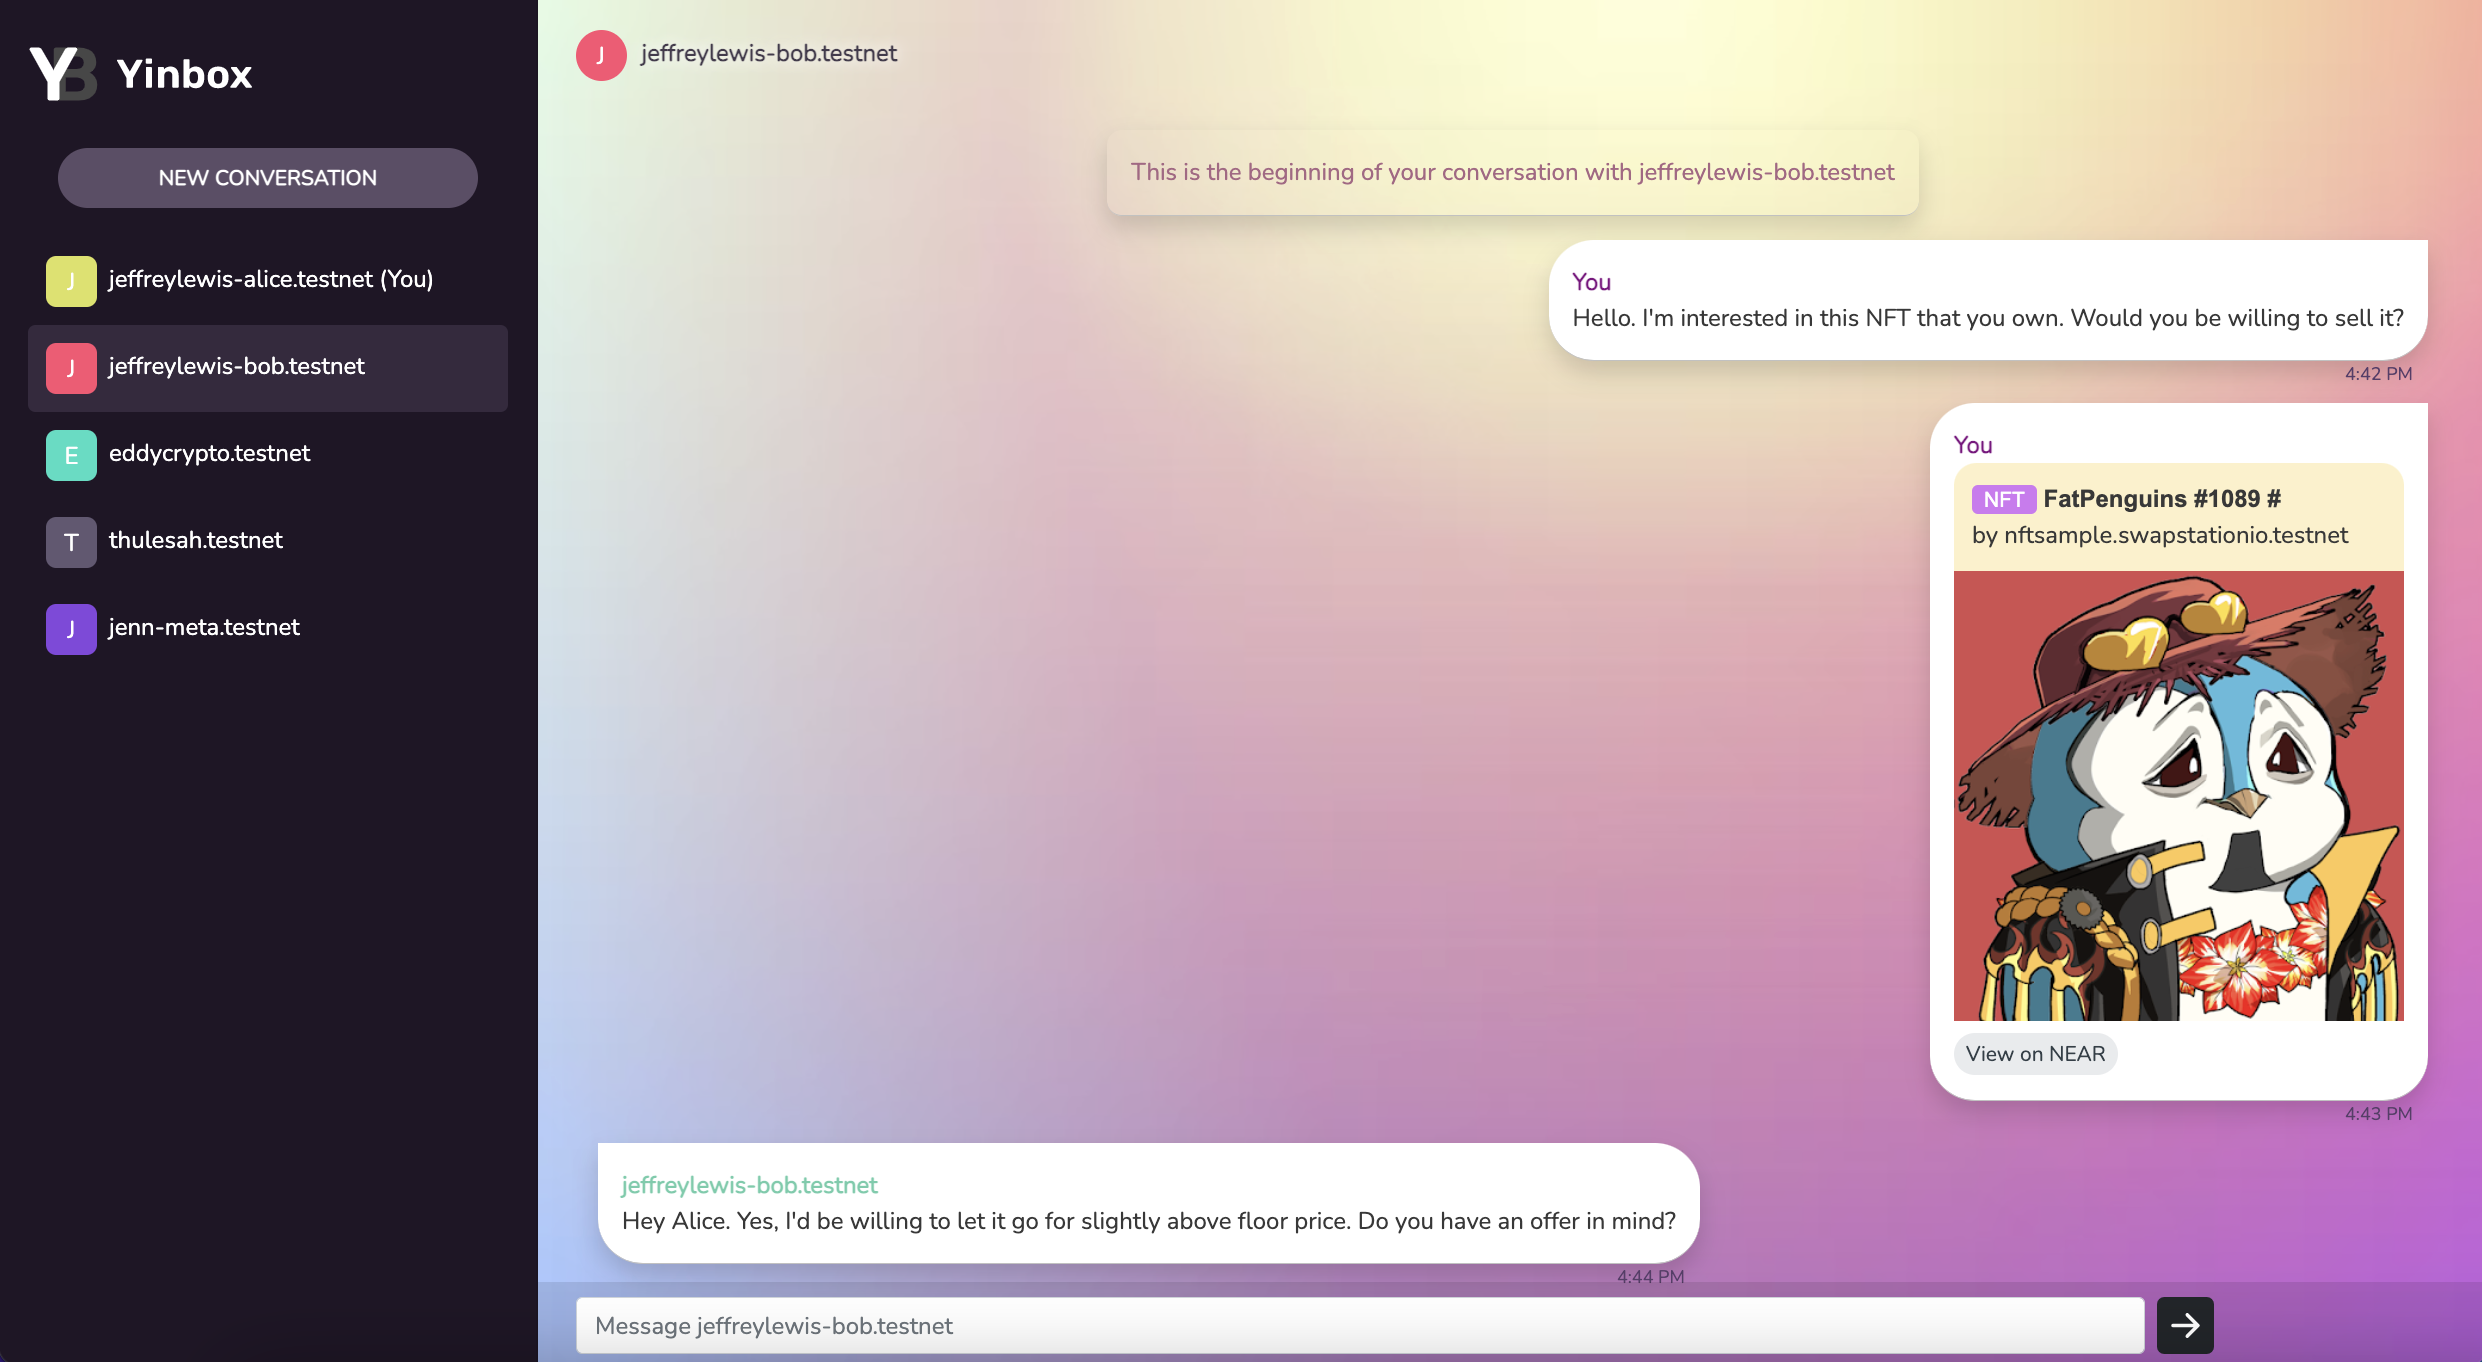 YB Yinbox
NEW CONVERSATION
J jeffreylewis-alice.testnet (You)
J jeffreylewis-bob.testnet
E eddycrypto.testnet
T thulesah.testnet
J jenn-meta.testnet
J jeffreylewis-bob.testnet
This is the beginning of your conversation with jeffreylewis-bob.testnet
You
Hello. I'm interested in this NFT that you own. Would you be willing to sell it?
4:42 PM
You
NFT FatPenguins #1089 #
by nftsample.swapstationio.testnet
View on NEAR
4:43 PM
jeffreylewis-bob.testnet
Hey Alice. Yes, I'd be willing to let it go for slightly above floor price. Do you have an offer in mind?
4:44 PM
Message jeffreylewis-bob.testnet